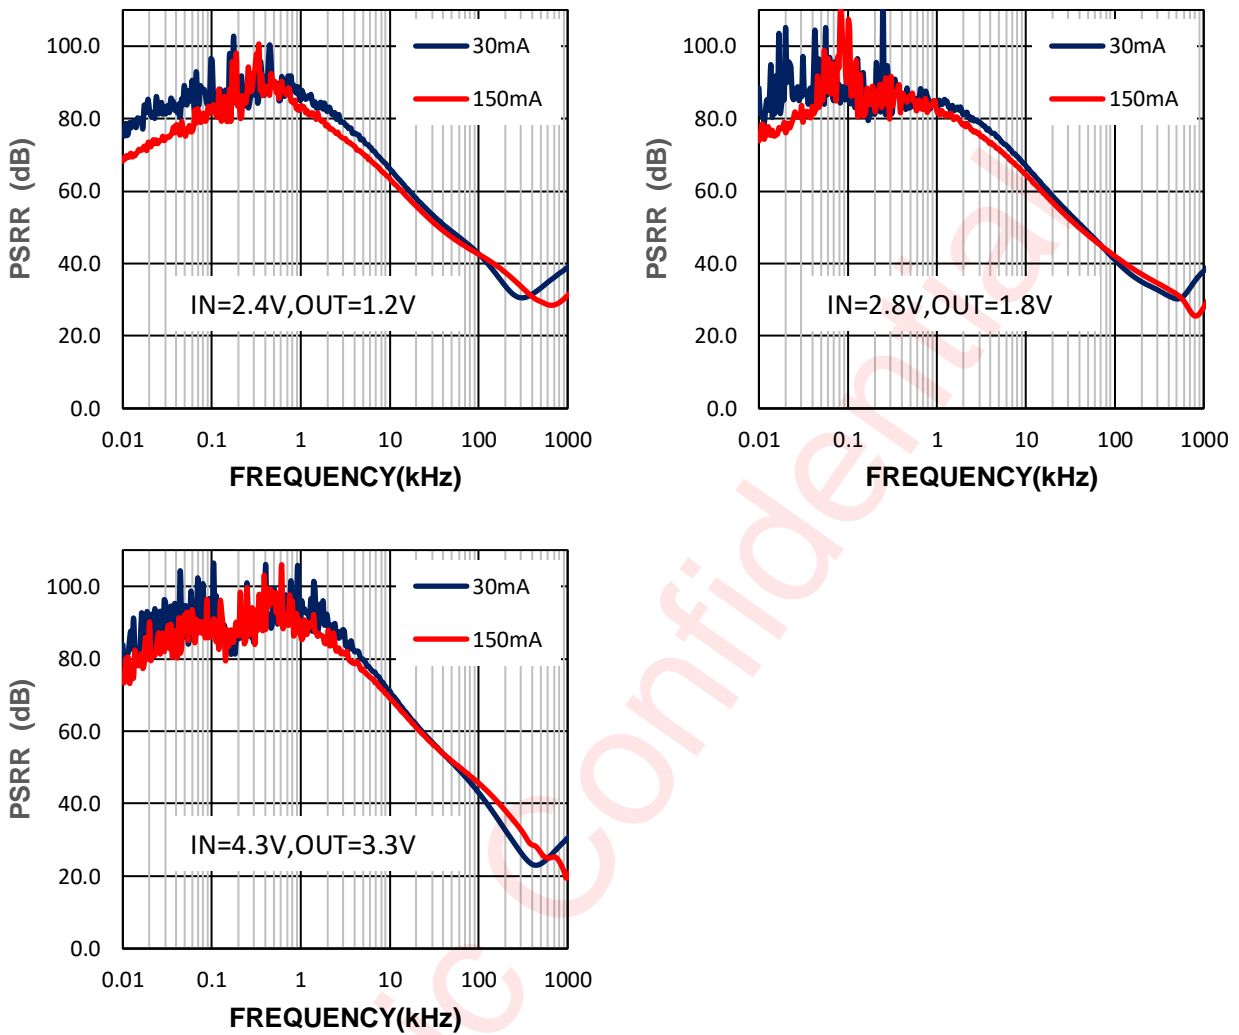 100.0
80.0
60.0
40.0
20.0
0.0
PSRR (dB)
30mA
150mA
IN=2.4V,OUT=1.2V
0.01 0.1 1 10 100 1000
FREQUENCY(kHz)
100.0
80.0
60.0
40.0
20.0
0.0
PSRR (dB)
30mA
150mA
IN=2.8V,OUT=1.8V
0.01 0.1 1 10 100 1000
FREQUENCY(kHz)
100.0
80.0
60.0
40.0
20.0
0.0
PSRR (dB)
30mA
150mA
IN=4.3V,OUT=3.3V
0.01 0.1 1 10 100 1000
FREQUENCY(kHz)
ic Confidential